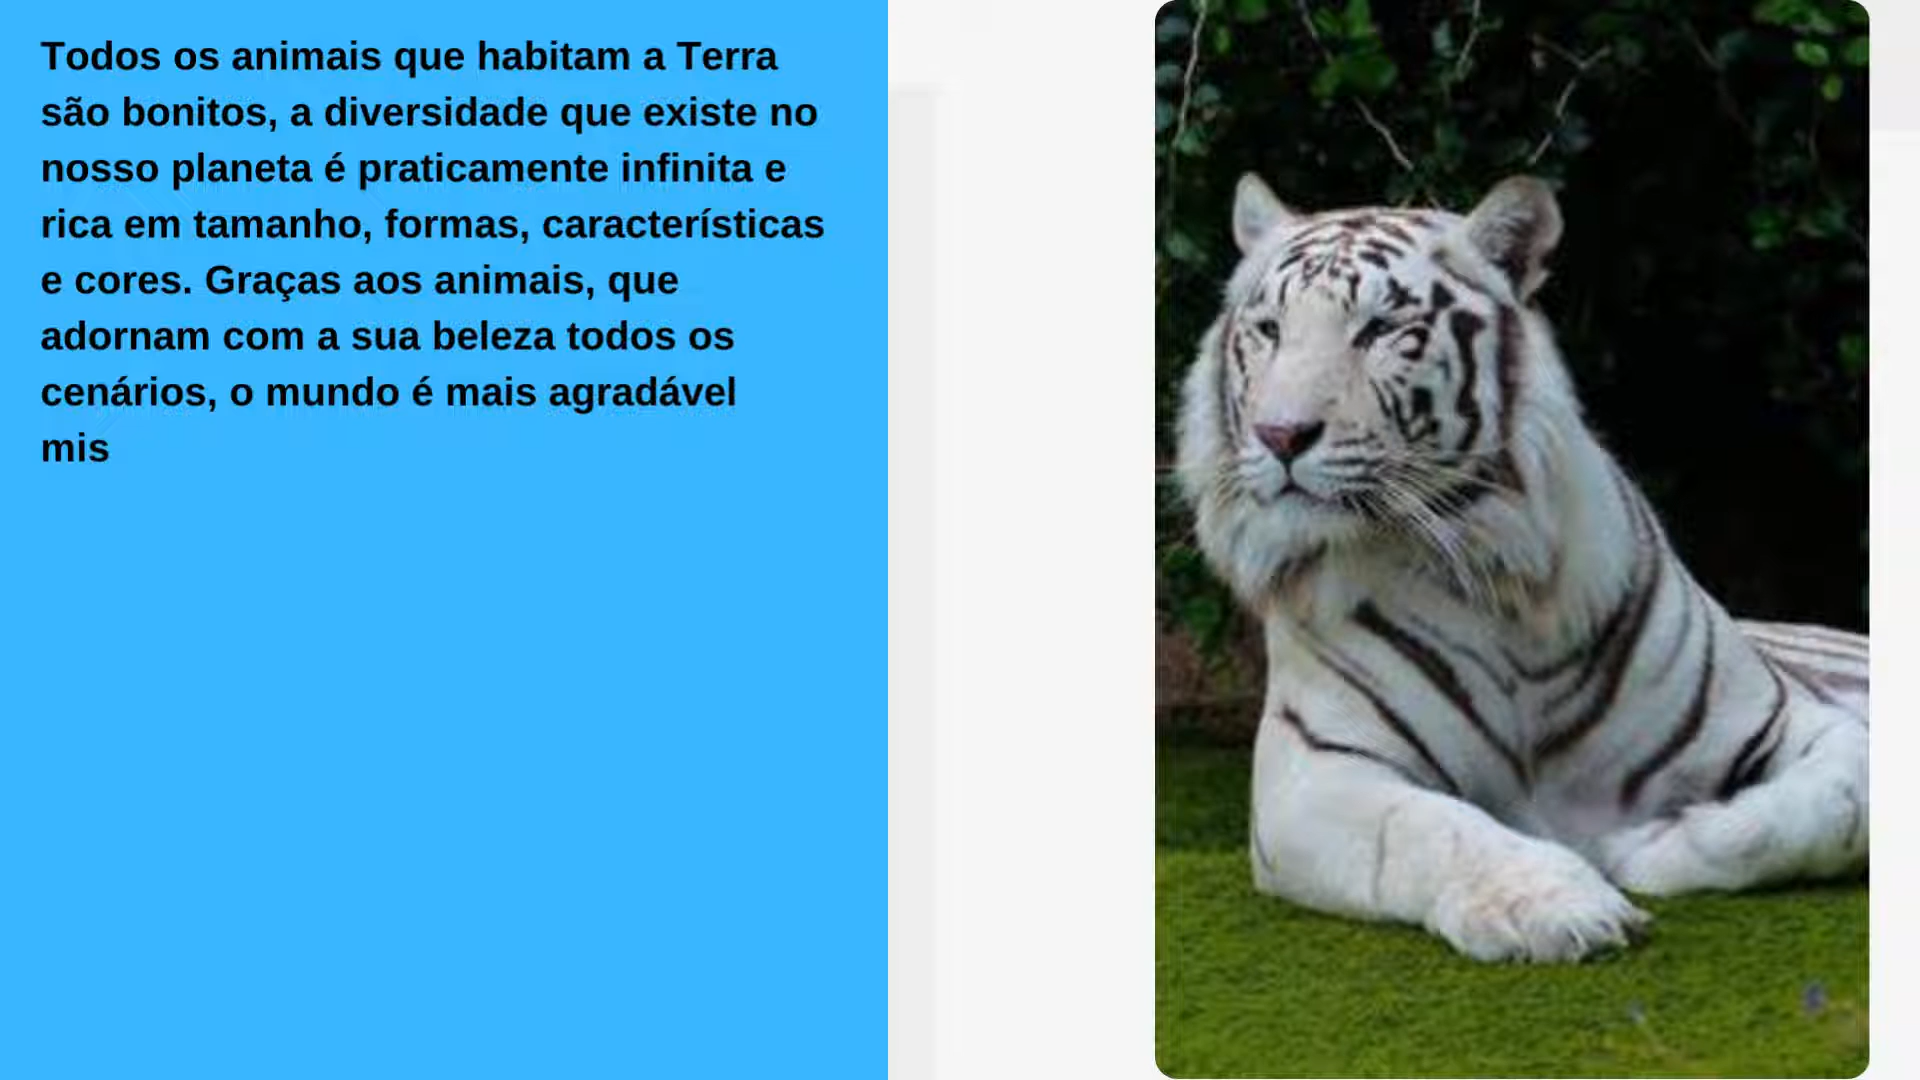 Todos os animais que habitam a Terra
são bonitos, a diversidade que existe no
nosso planeta é praticamente infinita e
rica em tamanho, formas, características
e cores. Graças aos animais, que
adornam com a sua beleza todos os
cenários, o mundo é mais agradável
mis